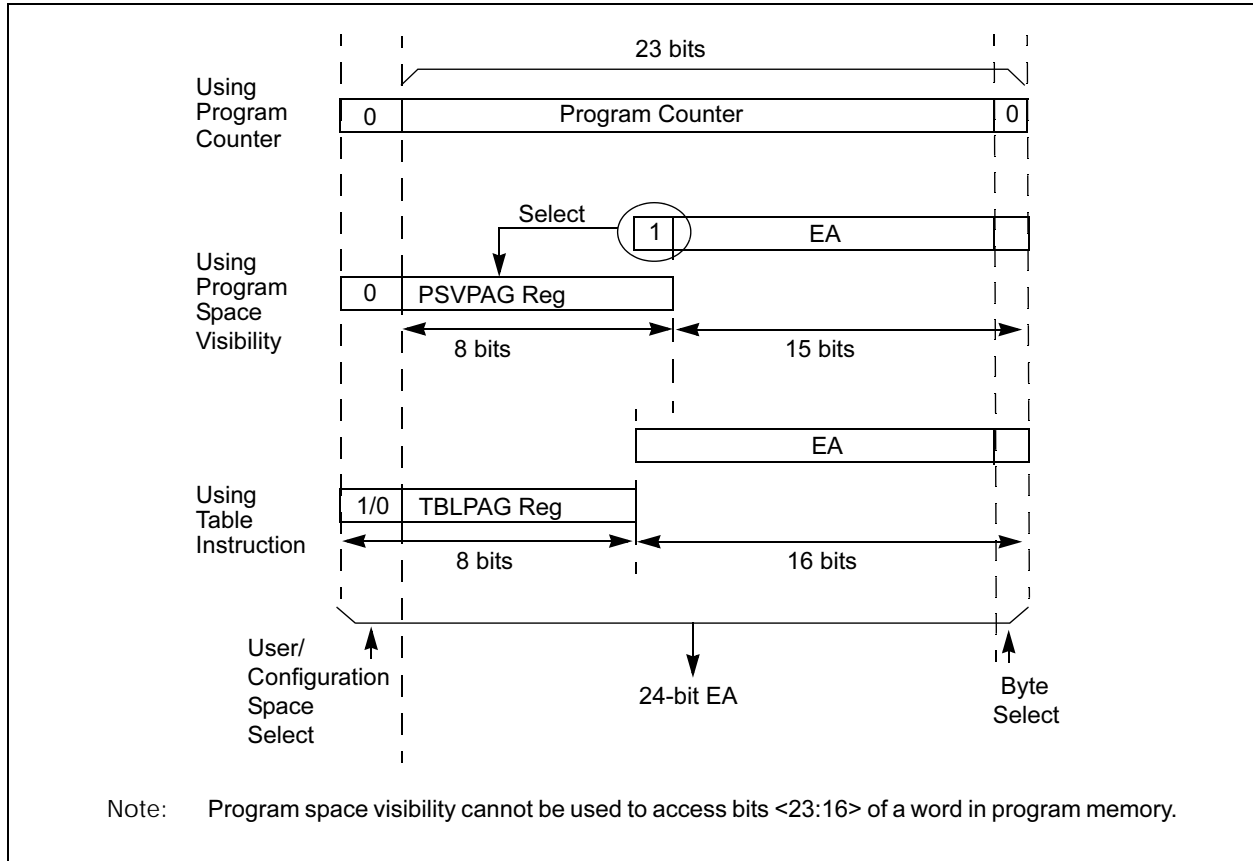 23 bits
Using
Program
Counter
0
Program Counter
0
Select
1
EA
Using
Program
Space
Visibility
0
PSVPAG Reg
8 bits
15 bits
EA
Using
Table
Instruction
1/0
TBLPAG Reg
8 bits
16 bits
User/
Configuration
Space
Select
24-bit EA
Byte
Select
Note: Program space visibility cannot be used to access bits <23:16> of a word in program memory.